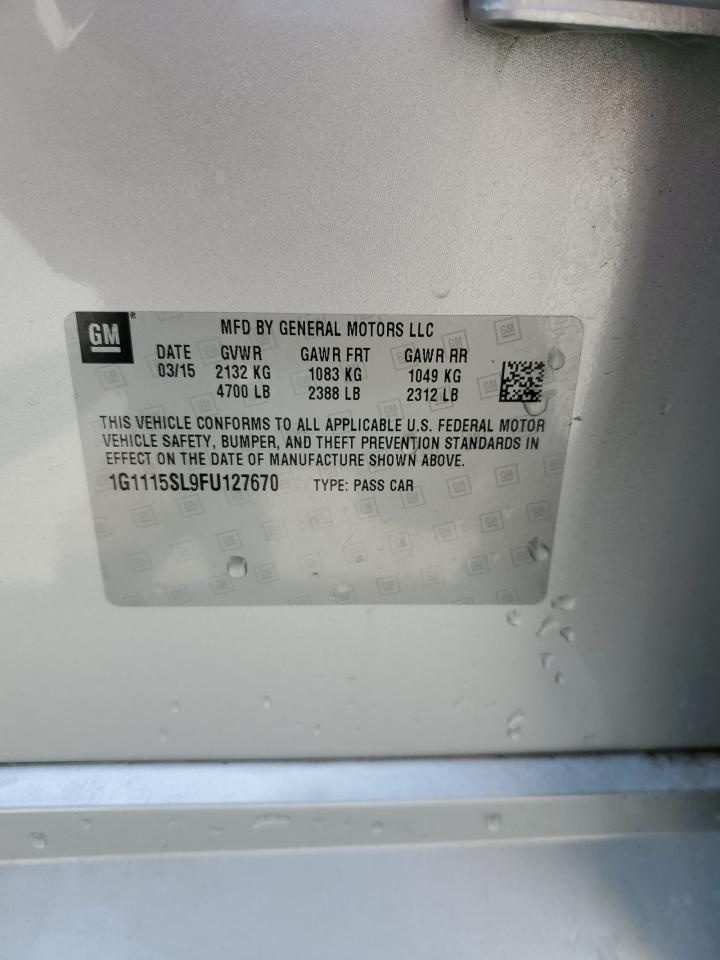 GM ®
MFD BY GENERAL MOTORS LLC
DATE GVWR GAWR FRT GAWR RR
03/15 2132 KG 1083 KG 1049 KG
4700 LB 2388 LB 2312 LB
THIS VEHICLE CONFORMS TO ALL APPLICABLE U.S. FEDERAL MOTOR
VEHICLE SAFETY, BUMPER, AND THEFT PREVENTION STANDARDS IN
EFFECT ON THE DATE OF MANUFACTURE SHOWN ABOVE.
1G1115SL9FU127670 TYPE: PASS CAR